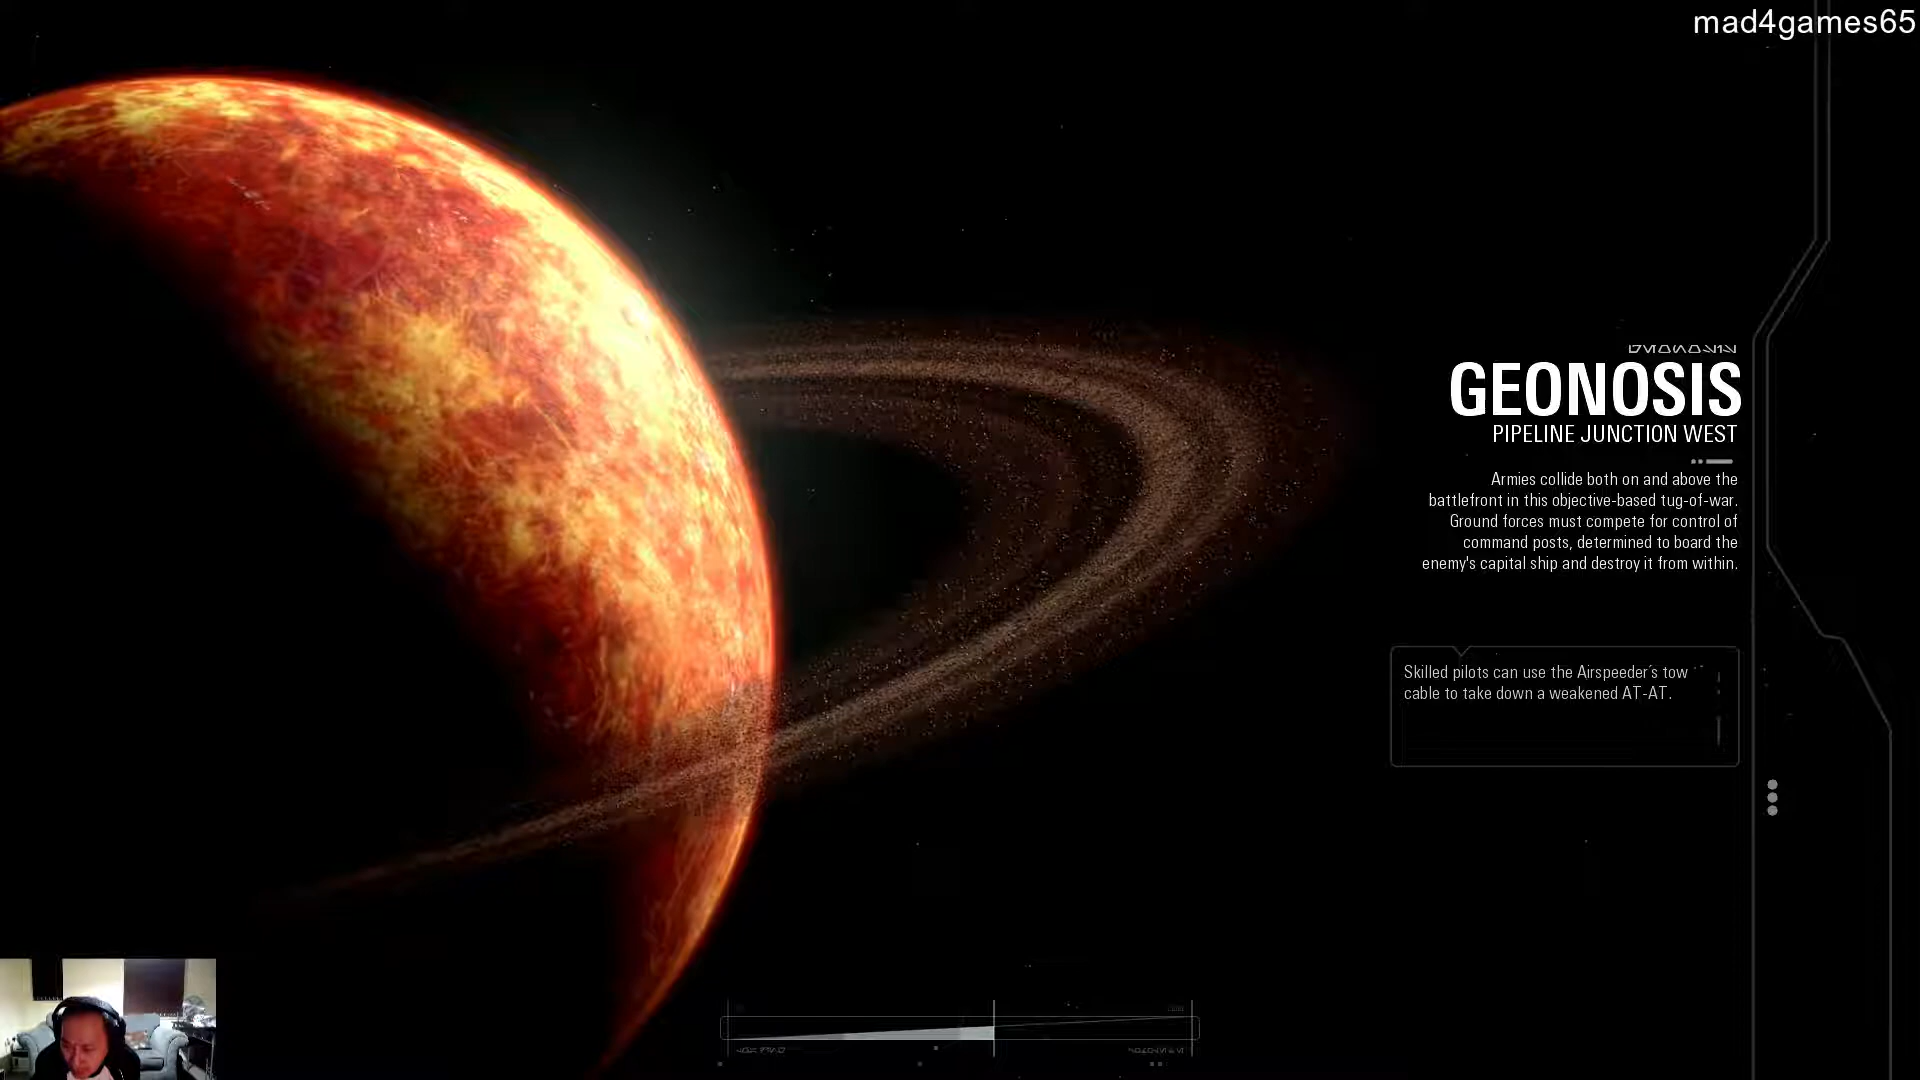 mad4games65
GEONOSIS
PIPELINE JUNCTION WEST
Armies collide both on and above the
battlefront in this objective-based tug-of-war.
Ground forces must compete for control of
command posts, determined to board the
enemy's capital ship and destroy it from within.
Skilled pilots can use the Airspeeder´s tow
cable to take down a weakened AT-AT.